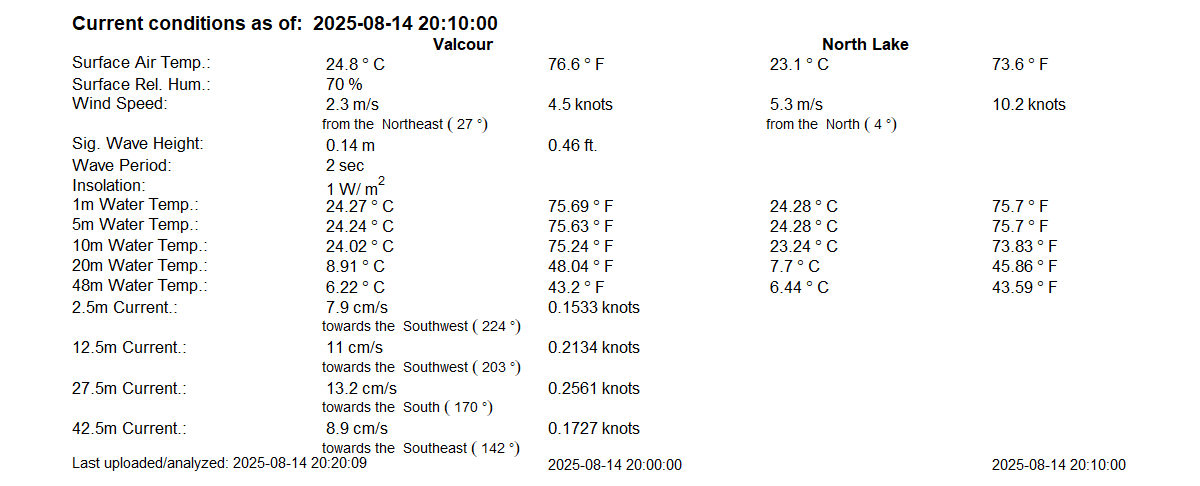 Current conditions as of: 2025-08-14 20:10:00
Valcour North Lake
Surface Air Temp.: 24.8 ° C 76.6 ° F 23.1 ° C 73.6 ° F
Surface Rel. Hum.: 70 %
Wind Speed: 2.3 m/s 4.5 knots 5.3 m/s 10.2 knots
from the Northeast ( 27 °) from the North ( 4 °)
Sig. Wave Height: 0.14 m 0.46 ft.
Wave Period: 2 sec
Insolation: 1 W/ m²
1m Water Temp.: 24.27 ° C 75.69 ° F 24.28 ° C 75.7 ° F
5m Water Temp.: 24.24 ° C 75.63 ° F 24.28 ° C 75.7 ° F
10m Water Temp.: 24.02 ° C 75.24 ° F 23.24 ° C 73.83 ° F
20m Water Temp.: 8.91 ° C 48.04 ° F 7.7 ° C 45.86 ° F
48m Water Temp.: 6.22 ° C 43.2 ° F 6.44 ° C 43.59 ° F
2.5m Current.: 7.9 cm/s 0.1533 knots
towards the Southwest ( 224 °)
12.5m Current.: 11 cm/s 0.2134 knots
towards the Southwest ( 203 °)
27.5m Current.: 13.2 cm/s 0.2561 knots
towards the South ( 170 °)
42.5m Current.: 8.9 cm/s 0.1727 knots
towards the Southeast ( 142 °)
Last uploaded/analyzed: 2025-08-14 20:20:09 2025-08-14 20:00:00 2025-08-14 20:10:00